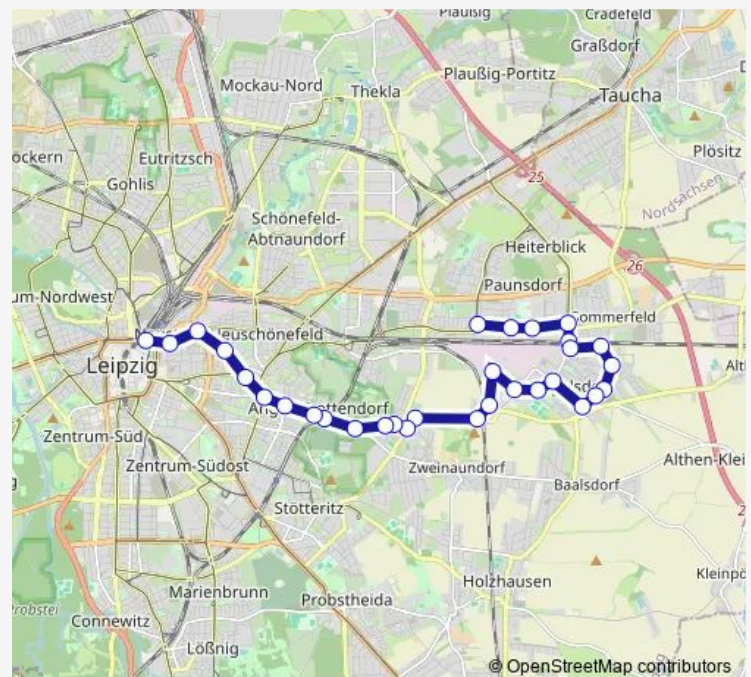 Plaußig
Cradefeld
Graßdorf
Mockau-Nord
Thekla
Plaußig-Portitz
Taucha
Plösitz
ockern
Eutritzsch
Gohlis
25
Nordsachsen
Schönefeld-
Abtnaundorf
Heiterblick
26
um-Nordwest
Paunsdorf
Sommerfeld
Neuschönefeld
Leipzig
Alt
Zentrum-Süd
Zweinaundorf
Althen-Klei
Zentrum-Südost
Baalsdorf
Stötteritz
Marienbrunn
Probstheida
Holzhausen
Kleinpö
Probstei
Connewitz
Lößnig
© OpenStreetMap contributors